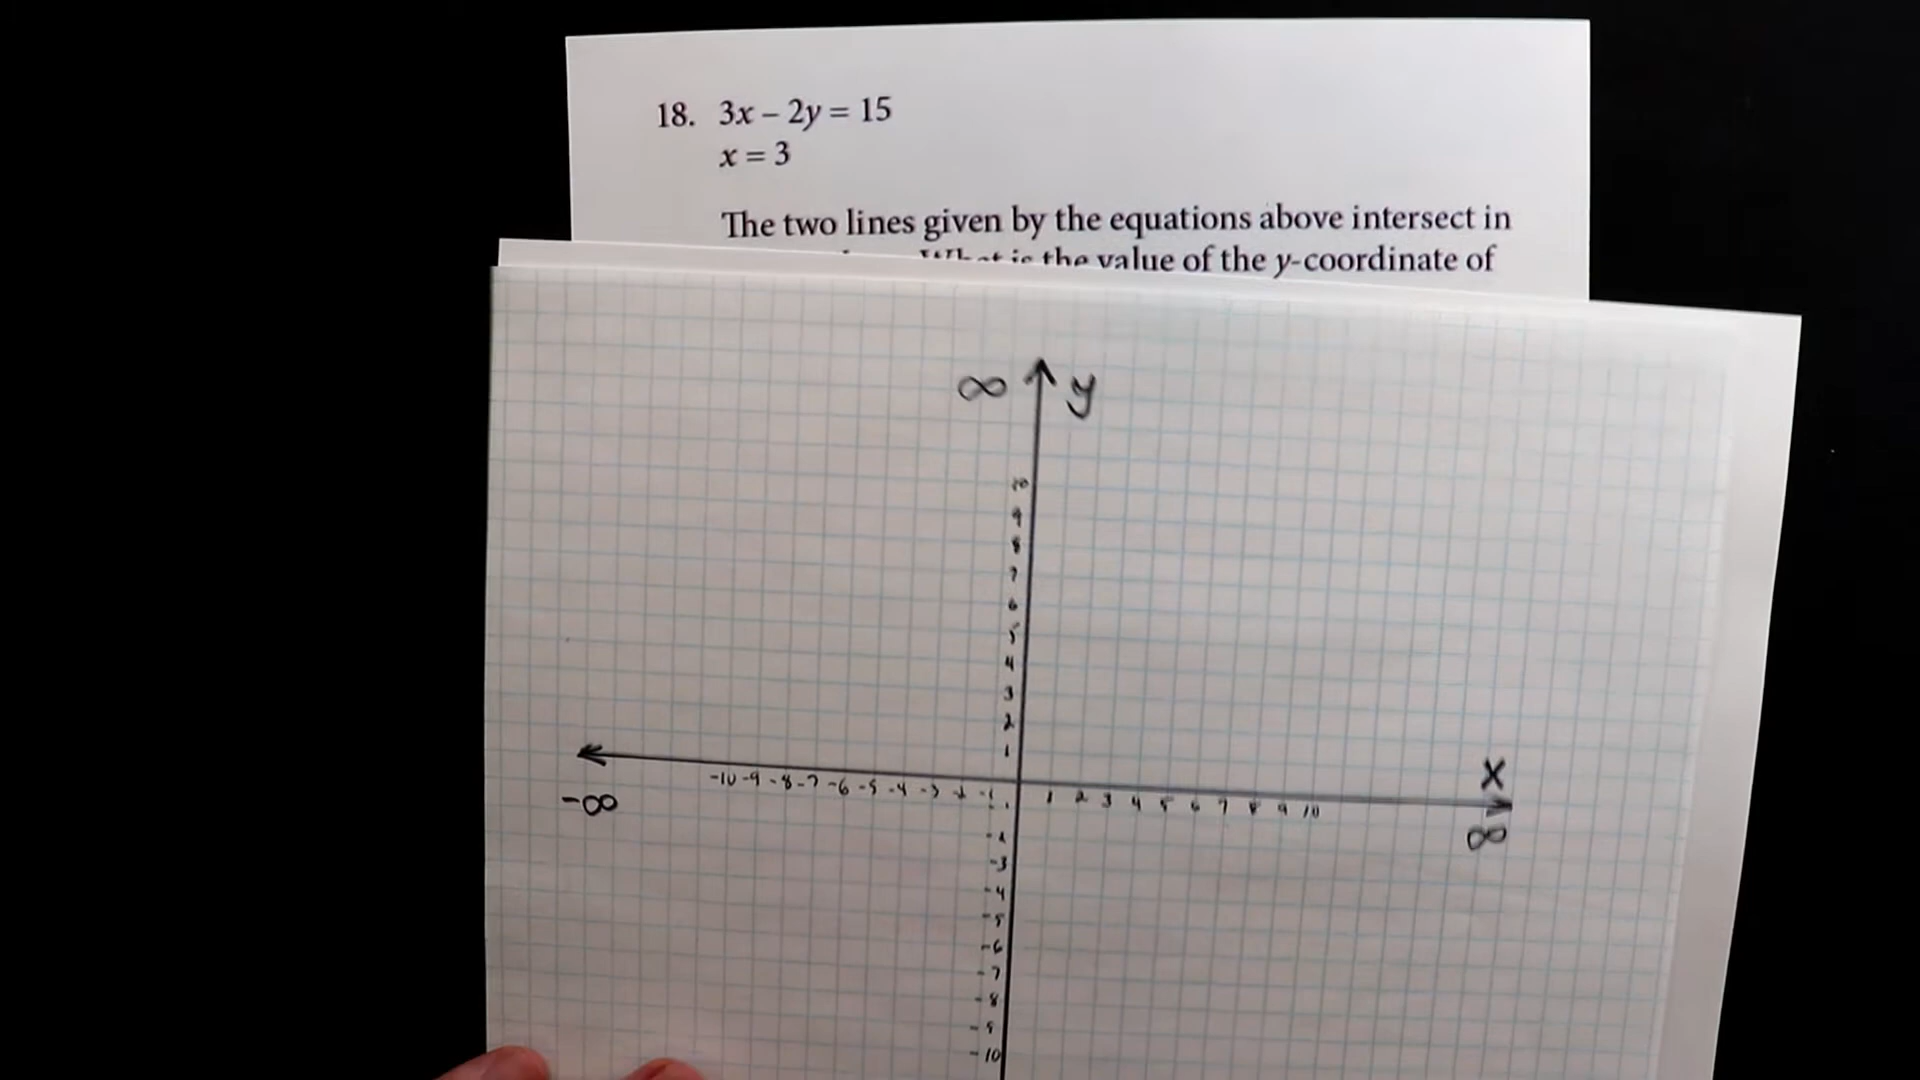 18. 3x – 2y = 15
x = 3
The two lines given by the equations above intersect in
is the value of the y-coordinate of
∞ y
10
9
8
7
6
5
4
3
2
1
x
-10 -9 -8 -7 -6 -5 -4 -3 -2 -1 1 2 3 4 5 6 7 8 9 10
-∞ ∞
-2
-3
-4
-5
-6
-7
-8
-9
-10